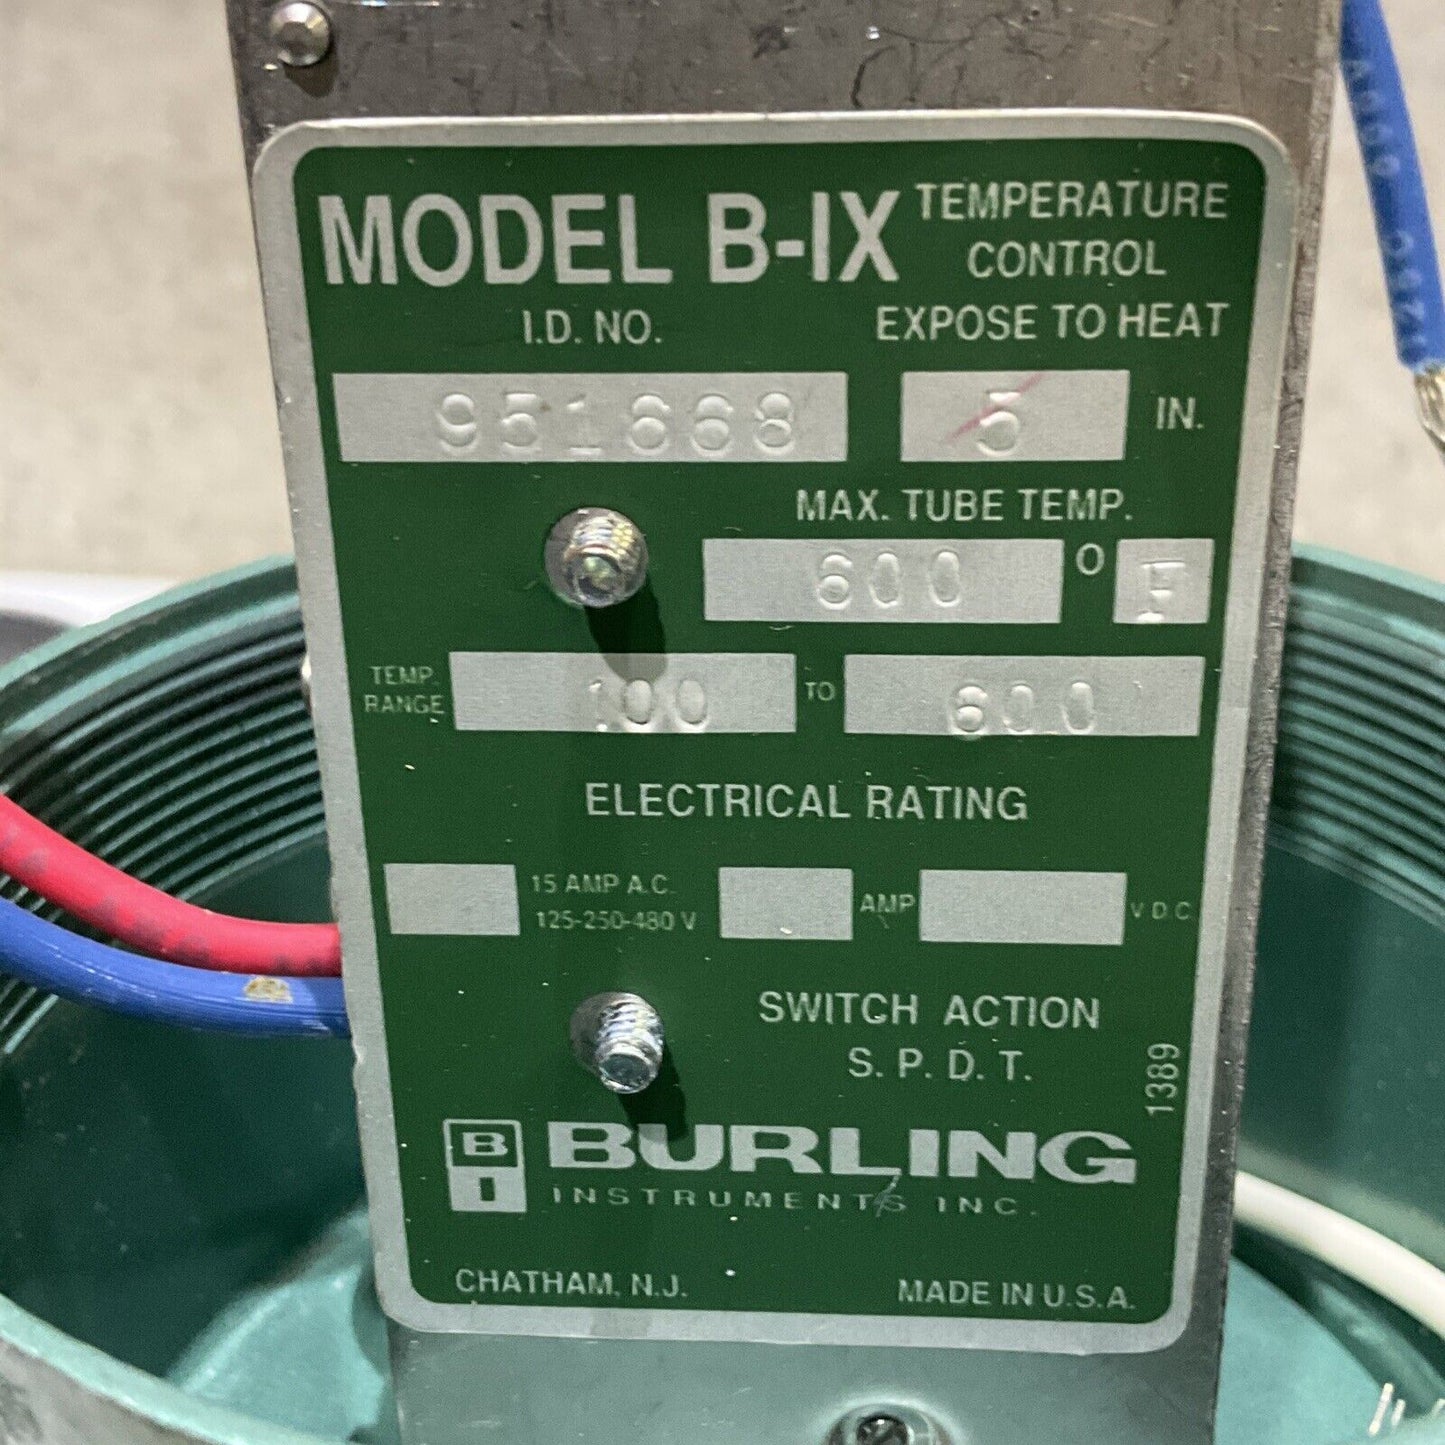 MODEL B-IX TEMPERATURE CONTROL
I.D. NO. EXPOSE TO HEAT
951668 5 IN.
MAX. TUBE TEMP.
600 O F
TEMP. RANGE 100 TO 600
ELECTRICAL RATING
15 AMP A.C. AMP V D.C.
125-250-480 V
SWITCH ACTION
S. P. D. T.
1389
B I BURLING
INSTRUMENTS INC.
CHATHAM, N.J. MADE IN U.S.A.